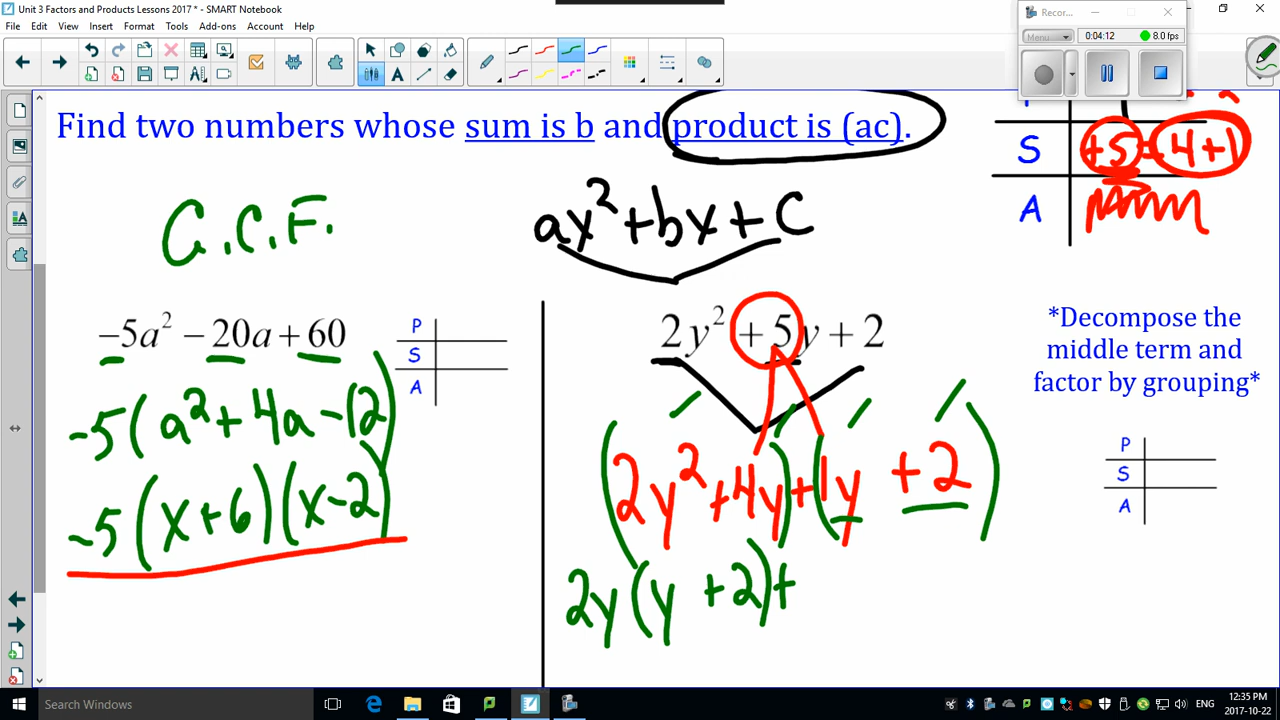 Unit 3 Factors and Products Lessons 2017 * - SMART Notebook
File Edit View Insert Format Tools Add-ons Account Help
Recor...
Menu 0:04:12 8.0 fps
Find two numbers whose sum is b and product is (ac).
S +5 = 4+1
A
G.C.F.
ax²+bx+c
-5a² - 20a + 60
P
S
A
2y² + 5y + 2
*Decompose the
middle term and
factor by grouping*
-5(a²+4a-12)
-5(x+6)(x-2)
(2y²+4y)+(1y +2)
2y(y +2)+
P
S
A
Search Windows
ENG
12:35 PM
2017-10-22